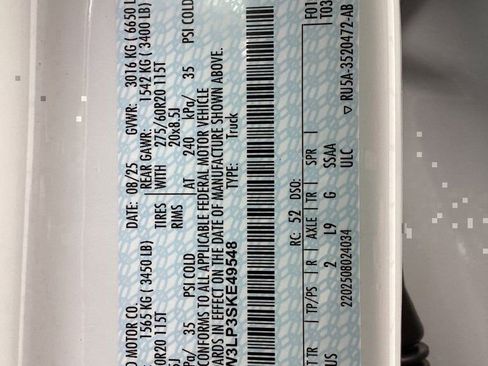 D MOTOR CO.
DATE: 08/25
GVWR: 3016 KG ( 6650 L
1565 KG ( 3450 LB)
REAR GAWR: 1542 KG ( 3400 LB)
0R20 115T
TIRES
WITH
275/60R20 115T
5J
RIMS
20x8.5J
Pa/ 35 PSI COLD
AT 240 kPa/ 35 PSI COLD
CONFORMS TO ALL APPLICABLE FEDERAL MOTOR VEHICLE
ARDS IN EFFECT ON THE DATE OF MANUFACTURE SHOWN ABOVE.
W3LP3SKE49548
TYPE: Truck
F01
T03
RC: 52 DSO:
TR
TP/PS
R
AXLE
TR
SPR
US
2
L9
G
SSAA
2202508024034
ULC
▽ RU5A-3520472-AB